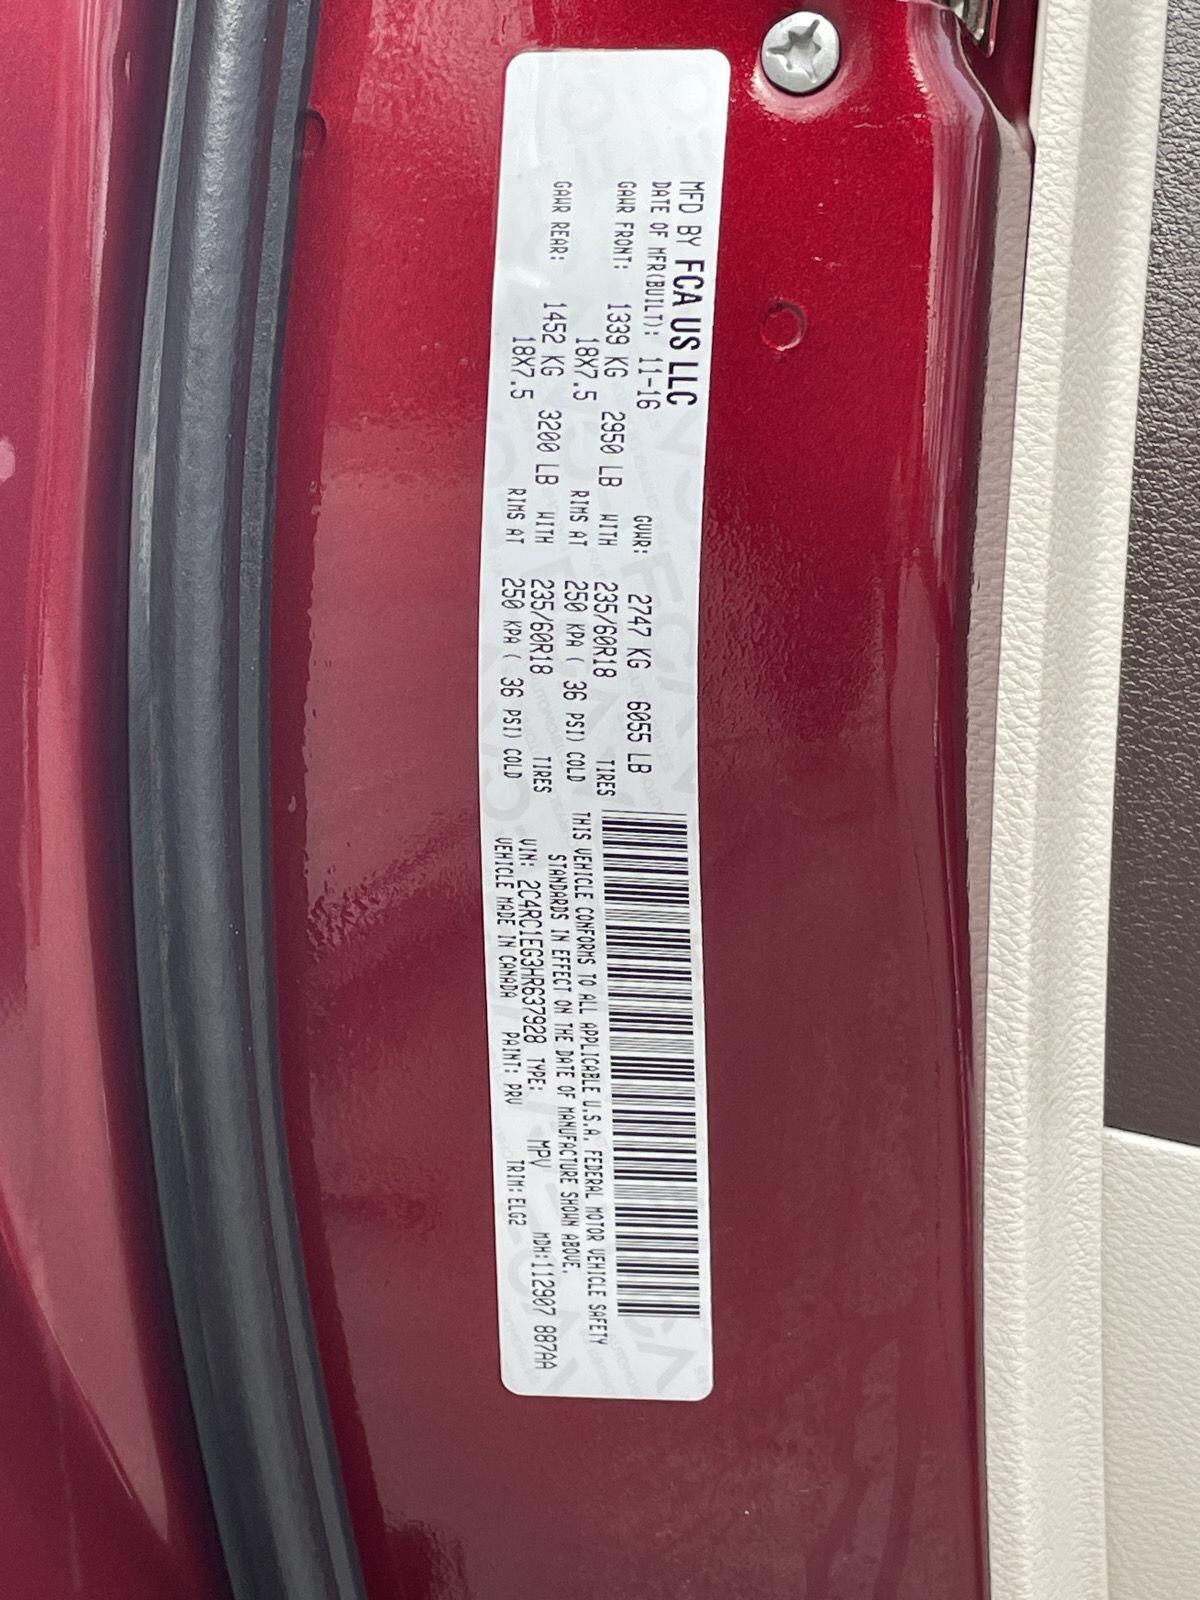 MFD BY FCA US LLC
DATE OF MFR(BUILT): 11-16 GVWR: 2747 KG 6055 LB
GAWR FRONT: 1339 KG 2950 LB WITH 235/60R18 TIRES
18X7.5 RIMS AT 250 KPA ( 36 PSI) COLD
GAWR REAR: 1452 KG 3200 LB WITH 235/60R18 TIRES
18X7.5 RIMS AT 250 KPA ( 36 PSI) COLD
THIS VEHICLE CONFORMS TO ALL APPLICABLE U.S.A. FEDERAL MOTOR VEHICLE SAFETY
STANDARDS IN EFFECT ON THE DATE OF MANUFACTURE SHOWN ABOVE.
VIN: 2C4RC1EG3HR637928 TYPE: MPV MDH:112907 887AA
VEHICLE MADE IN CANADA PAINT: PRV TRIM:ELG2